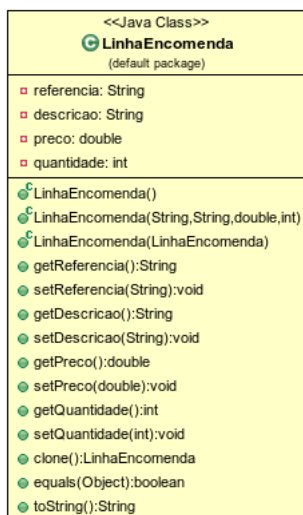 <<Java Class>>
LinhaEncomenda
(default package)
referencia: String
descricao: String
preco: double
quantidade: int
LinhaEncomenda()
LinhaEncomenda(String,String,double,int)
LinhaEncomenda(LinhaEncomenda)
getReferencia():String
setReferencia(String):void
getDescricao():String
setDescricao(String):void
getPreco():double
setPreco(double):void
getQuantidade():int
setQuantidade(int):void
clone():LinhaEncomenda
equals(Object):boolean
toString():String